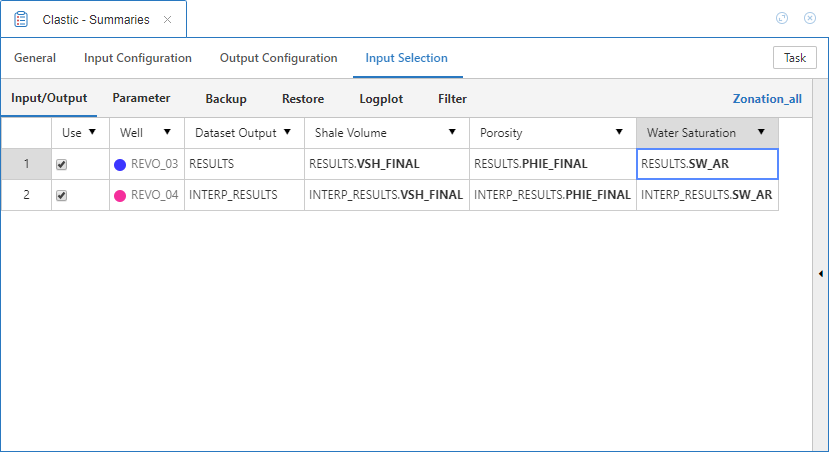 Clastic - Summaries
General Input Configuration Output Configuration Input Selection Task
Input/Output Parameter Backup Restore Logplot Filter Zonation_all
Use Well Dataset Output Shale Volume Porosity Water Saturation
1 REVO_03 RESULTS RESULTS.VSH_FINAL RESULTS.PHIE_FINAL RESULTS.SW_AR
2 REVO_04 INTERP_RESULTS INTERP_RESULTS.VSH_FINAL INTERP_RESULTS.PHIE_FINAL INTERP_RESULTS.SW_AR